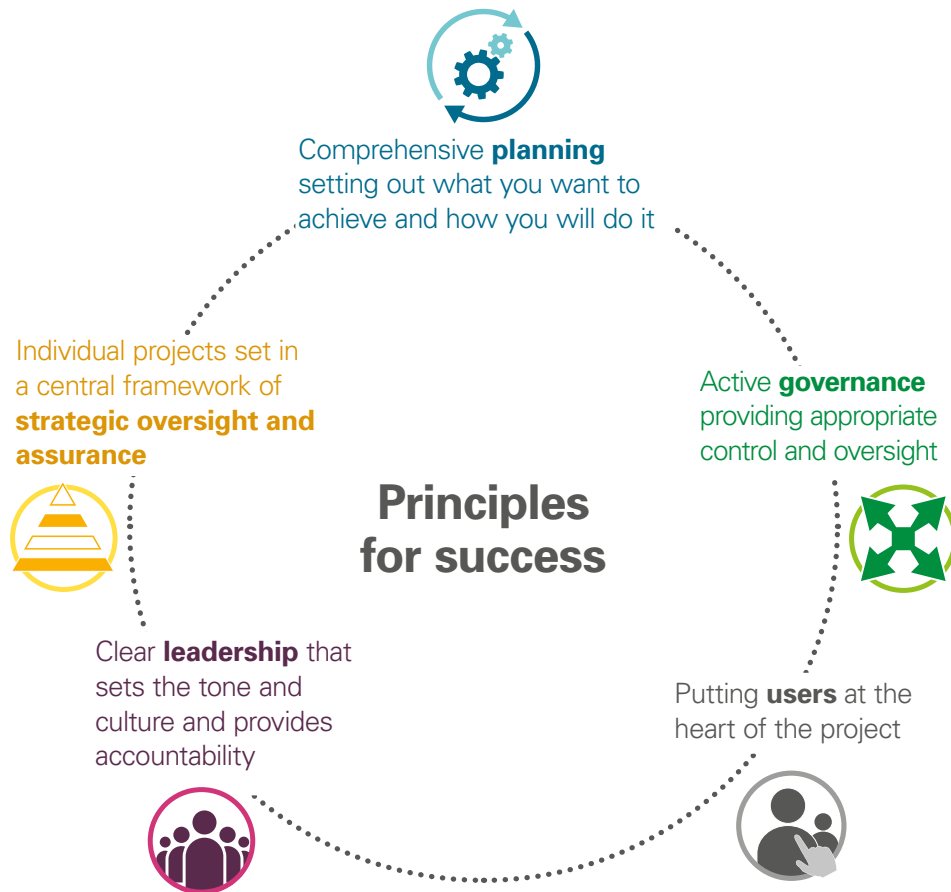 Comprehensive planning
setting out what you want to
achieve and how you will do it
Individual projects set in
a central framework of
strategic oversight and
assurance
Active governance
providing appropriate
control and oversight
Principles
for success
Clear leadership that
sets the tone and
culture and provides
accountability
Putting users at the
heart of the project